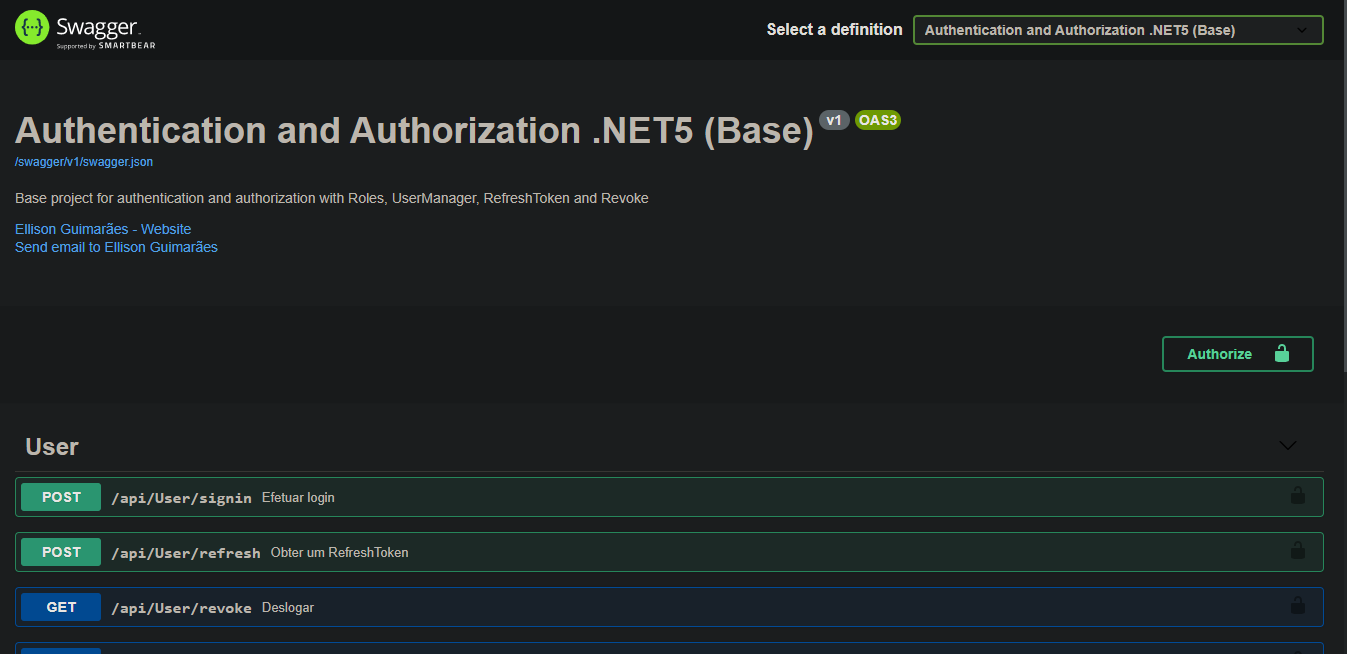 Swagger
Supported by SMARTBEAR
Select a definition
Authentication and Authorization .NET5 (Base)
Authentication and Authorization .NET5 (Base) v1 OAS3
/swagger/v1/swagger.json
Base project for authentication and authorization with Roles, UserManager, RefreshToken and Revoke
Ellison Guimarães - Website
Send email to Ellison Guimarães
Authorize
User
POST /api/User/signin Efetuar login
POST /api/User/refresh Obter um RefreshToken
GET /api/User/revoke Deslogar